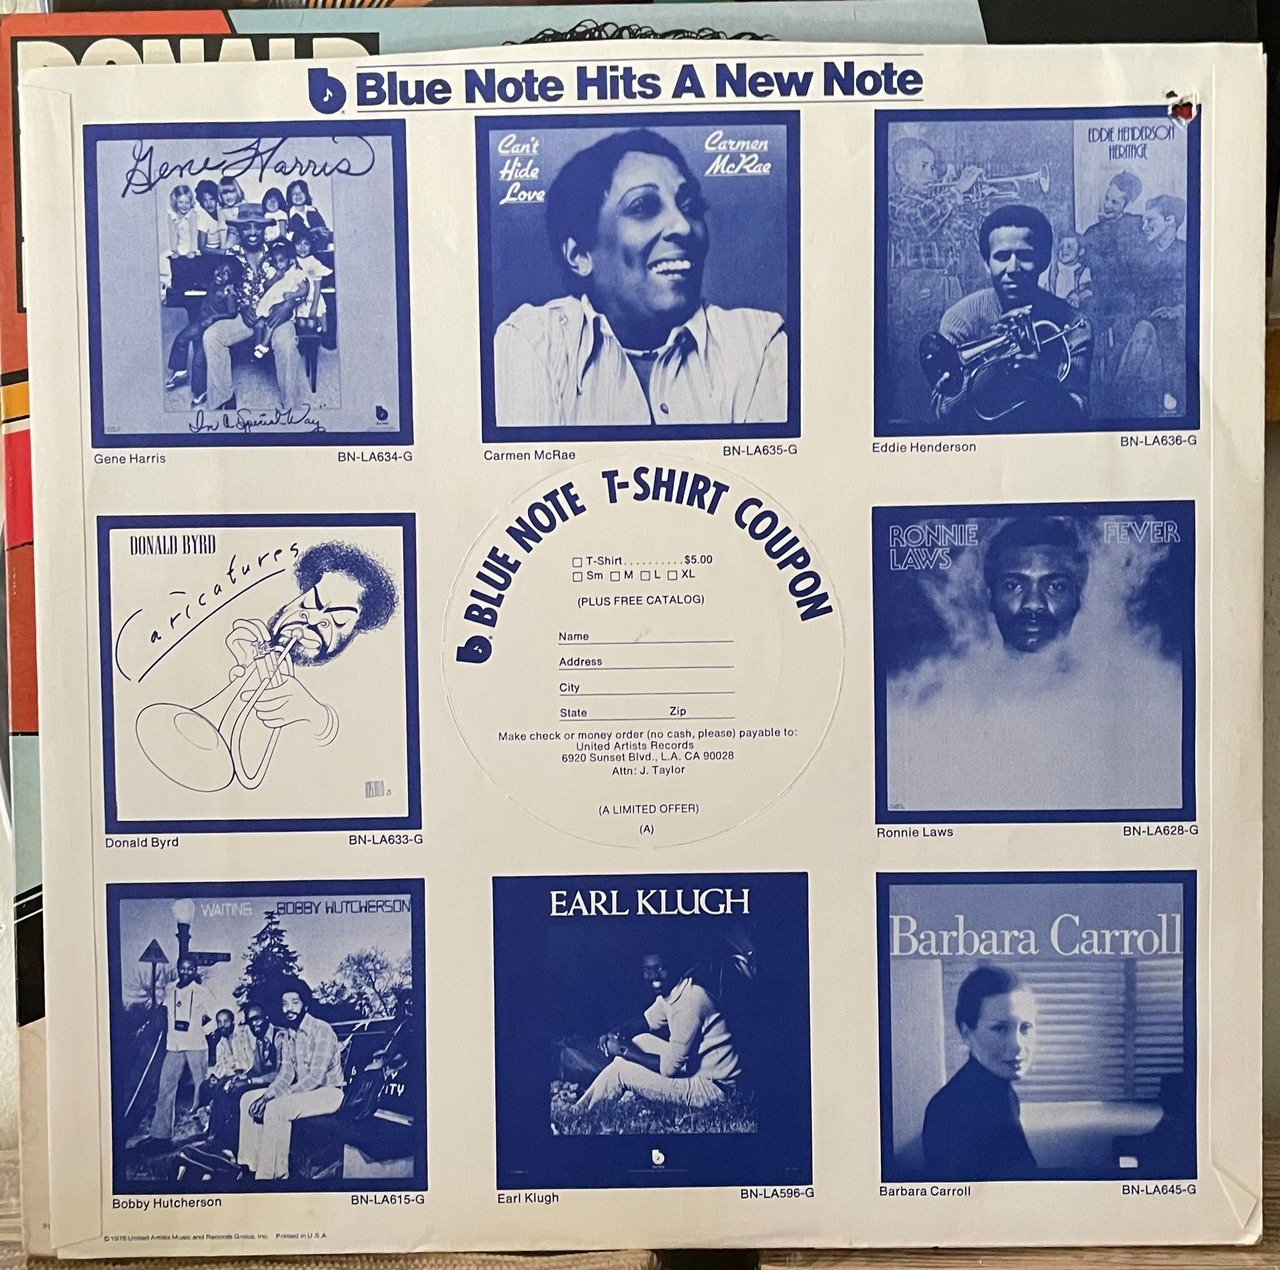 DONALD
Blue Note Hits A New Note
Gene Harris
In A Special Way
Gene Harris BN-LA634-G
Can't Hide Love
Carmen McRae
Carmen McRae BN-LA635-G
EDDIE HENDERSON
HERITAGE
Eddie Henderson BN-LA636-G
DONALD BYRD
Caricatures
Donald Byrd BN-LA633-G
BLUE NOTE T-SHIRT COUPON
T-Shirt..........$5.00
Sm M L XL
(PLUS FREE CATALOG)
Name
Address
City
State Zip
Make check or money order (no cash, please) payable to:
United Artists Records
6920 Sunset Blvd., L.A. CA 90028
Attn: J. Taylor
(A LIMITED OFFER)
(A)
RONNIE LAWS
FEVER
Ronnie Laws BN-LA628-G
WAITING BOBBY HUTCHERSON
Bobby Hutcherson BN-LA615-G
EARL KLUGH
Earl Klugh BN-LA596-G
Barbara Carroll
Barbara Carroll BN-LA645-G
©1976 United Artists Music and Records Group, Inc. Printed in U.S.A.